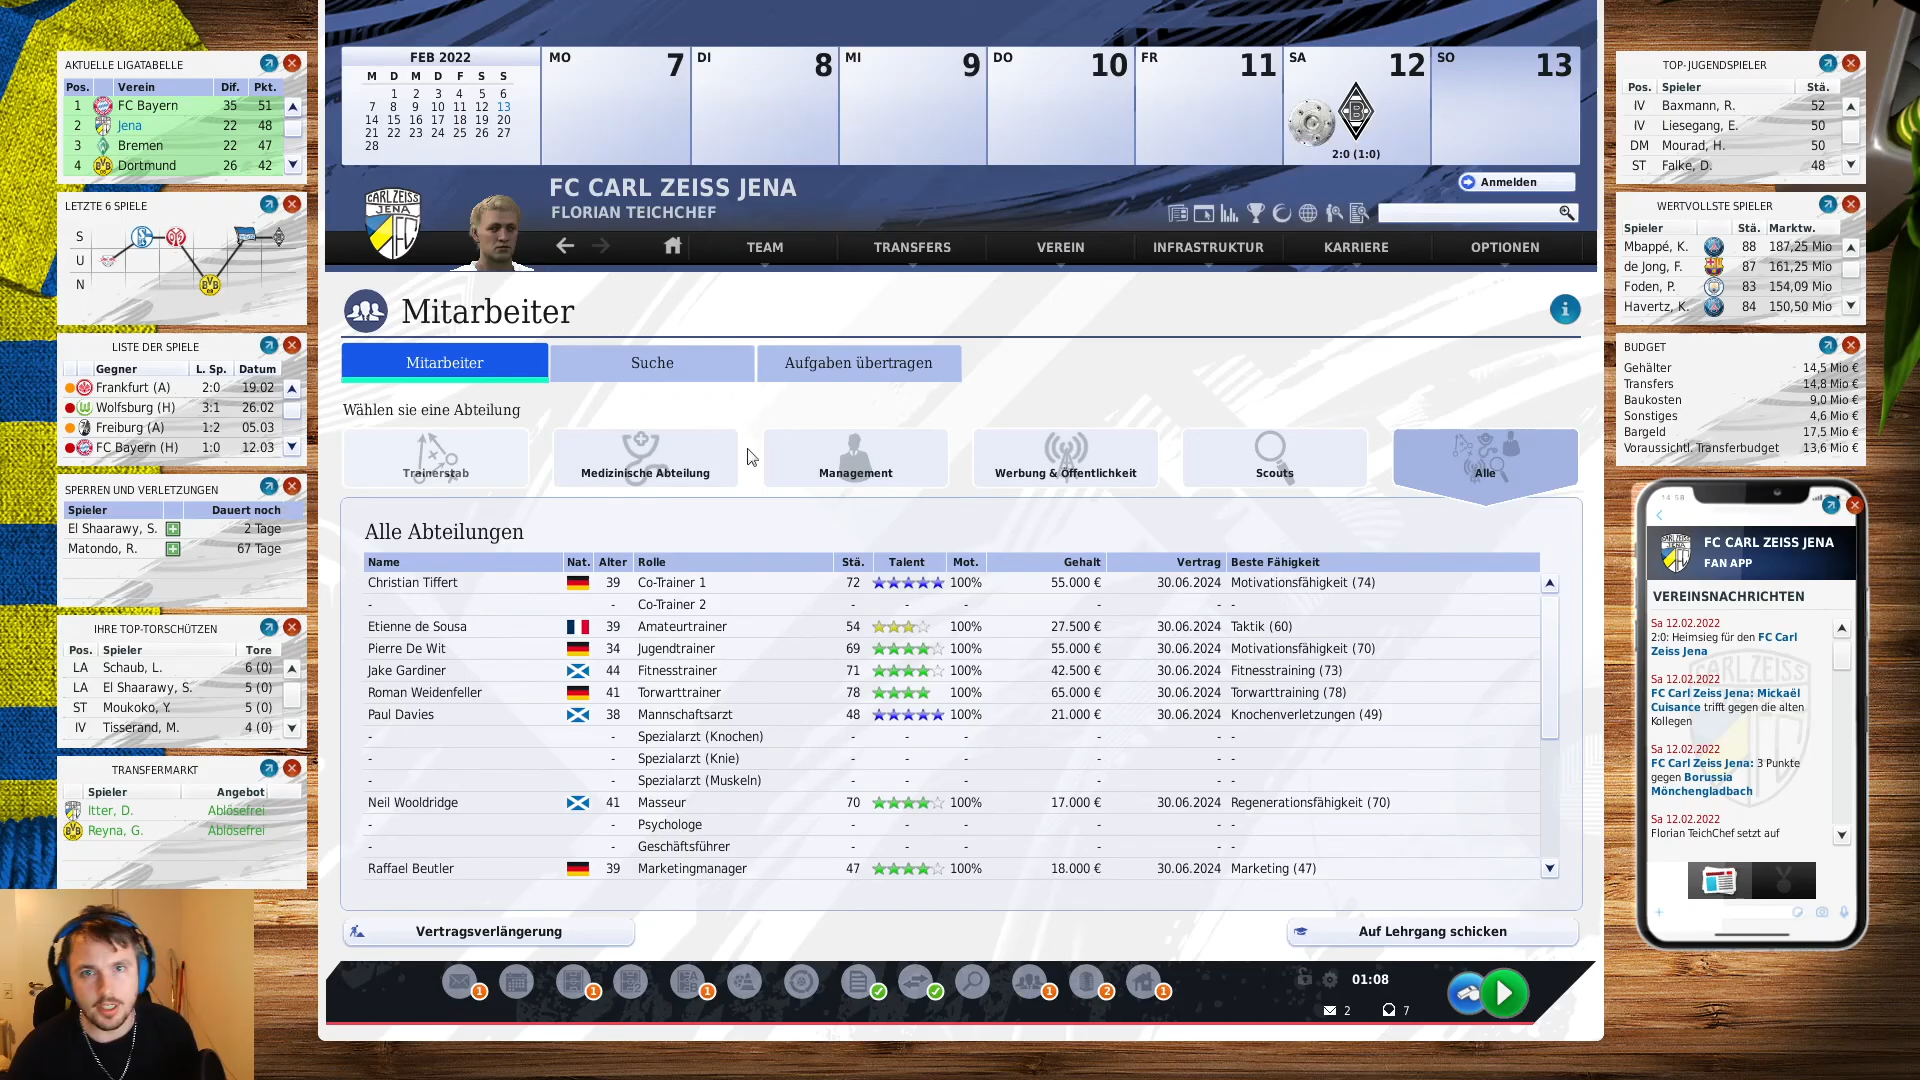 AKTUELLE LIGATABELLE
Pos. Verein Dif. Pkt.
1 FC Bayern 35 51
2 Jena 22 48
3 Bremen 22 47
4 Dortmund 26 42
LETZTE 6 SPIELE
S
U
N
LISTE DER SPIELE
Gegner L. Sp. Datum
Frankfurt (A) 2:0 19.02
Wolfsburg (H) 3:1 26.02
Freiburg (A) 1:2 05.03
FC Bayern (H) 1:0 12.03
SPERREN UND VERLETZUNGEN
Spieler Dauert noch
El Shaarawy, S. 2 Tage
Matondo, R. 67 Tage
IHRE TOP-TORSCHÜTZEN
Pos. Spieler Tore
LA Schaub, L. 6 (0)
LA El Shaarawy, S. 5 (0)
ST Moukoko, Y. 5 (0)
IV Tisserand, M. 4 (0)
TRANSFERMARKT
Spieler Angebot
Itter, D. Ablösefrei
Reyna, G. Ablösefrei
FEB 2022
M D M D F S S
1 2 3 4 5 6
7 8 9 10 11 12 13
14 15 16 17 18 19 20
21 22 23 24 25 26 27
28
MO 7 DI 8 MI 9 DO 10 FR 11 SA 12 SO 13
2:0 (1:0)
CARL ZEISS
JENA
FC
FC CARL ZEISS JENA
FLORIAN TEICHCHEF
Anmelden
TEAM TRANSFERS VEREIN INFRASTRUKTUR KARRIERE OPTIONEN
Mitarbeiter
Mitarbeiter Suche Aufgaben übertragen
Wählen sie eine Abteilung
Trainerstab Medizinische Abteilung Management Werbung & Öffentlichkeit Scouts Alle
Alle Abteilungen
Name Nat. Alter Rolle Stä. Talent Mot. Gehalt Vertrag Beste Fähigkeit
Christian Tiffert 39 Co-Trainer 1 72 100% 55.000 € 30.06.2024 Motivationsfähigkeit (74)
- - Co-Trainer 2 - - - - - -
Etienne de Sousa 39 Amateurtrainer 54 100% 27.500 € 30.06.2024 Taktik (60)
Pierre De Wit 34 Jugendtrainer 69 100% 55.000 € 30.06.2024 Motivationsfähigkeit (70)
Jake Gardiner 44 Fitnesstrainer 71 100% 42.500 € 30.06.2024 Fitnesstraining (73)
Roman Weidenfeller 41 Torwarttrainer 78 100% 65.000 € 30.06.2024 Torwarttraining (78)
Paul Davies 38 Mannschaftsarzt 48 100% 21.000 € 30.06.2024 Knochenverletzungen (49)
- - Spezialarzt (Knochen) - - - - - -
- - Spezialarzt (Knie) - - - - - -
- - Spezialarzt (Muskeln) - - - - - -
Neil Wooldridge 41 Masseur 70 100% 17.000 € 30.06.2024 Regenerationsfähigkeit (70)
- - Psychologe - - - - - -
- - Geschäftsführer - - - - - -
Raffael Beutler 39 Marketingmanager 47 100% 18.000 € 30.06.2024 Marketing (47)
Vertragsverlängerung
Auf Lehrgang schicken
1 1 1 1 2 1
01:08
2 7
TOP-JUGENDSPIELER
Pos. Spieler Stä.
IV Baxmann, R. 52
IV Liesegang, E. 50
DM Mourad, H. 50
ST Falke, D. 48
WERTVOLLSTE SPIELER
Spieler Stä. Marktw.
Mbappé, K. 88 187,25 Mio
de Jong, F. 87 161,25 Mio
Foden, P. 83 154,09 Mio
Havertz, K. 84 150,50 Mio
BUDGET
Gehälter 14,5 Mio €
Transfers 14,8 Mio €
Baukosten 9,0 Mio €
Sonstiges 4,6 Mio €
Bargeld 17,5 Mio €
Voraussichtl. Transferbudget 13,6 Mio €
14 58
FC CARL ZEISS JENA
FAN APP
VEREINSNACHRICHTEN
Sa 12.02.2022
2:0: Heimsieg für den FC Carl
Zeiss Jena
Sa 12.02.2022
FC Carl Zeiss Jena: Mickaël
Cuisance trifft gegen die alten
Kollegen
Sa 12.02.2022
FC Carl Zeiss Jena: 3 Punkte
gegen Borussia
Mönchengladbach
Sa 12.02.2022
Florian TeichChef setzt auf